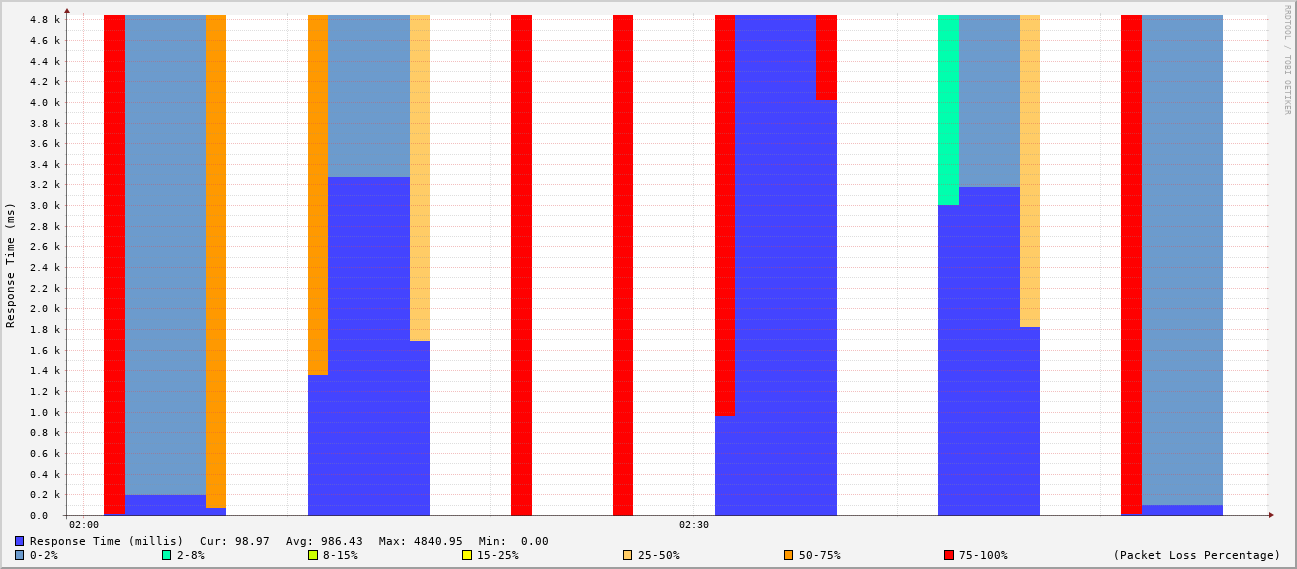 RRDTOOL / TOBI OETIKER
Response Time (ms)
4.8 k
4.6 k
4.4 k
4.2 k
4.0 k
3.8 k
3.6 k
3.4 k
3.2 k
3.0 k
2.8 k
2.6 k
2.4 k
2.2 k
2.0 k
1.8 k
1.6 k
1.4 k
1.2 k
1.0 k
0.8 k
0.6 k
0.4 k
0.2 k
0.0
02:00 02:30
Response Time (millis) Cur: 98.97 Avg: 986.43 Max: 4840.95 Min: 0.00
0-2% 2-8% 8-15% 15-25% 25-50% 50-75% 75-100% (Packet Loss Percentage)